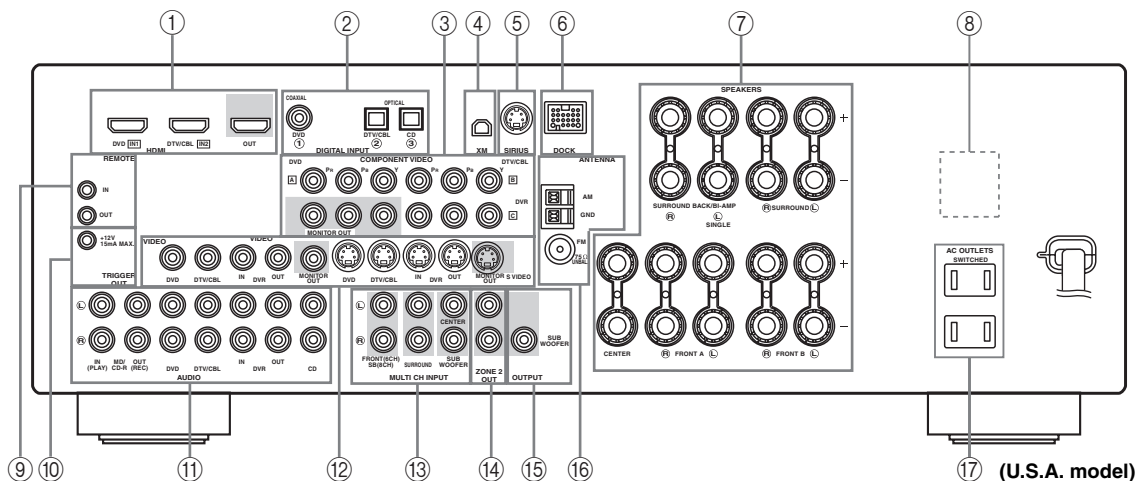 ① ② ③ ④ ⑤ ⑥ ⑦ ⑧
SPEAKERS
COAXIAL
OPTICAL
DVD IN1 DTV/CBL IN2 OUT
HDMI
DVD DTV/CBL CD
① ② ③
DIGITAL INPUT
XM
SIRIUS
DOCK
REMOTE
IN
OUT
+12V
15mA MAX.
TRIGGER
OUT
DVD COMPONENT VIDEO DTV/CBL
A PR PB Y PR PB Y B
DVR
C
MONITOR OUT
ANTENNA
AM
GND
FM
75Ω
UNBAL.
+
–
SURROUND BACK/BI-AMP
Ⓡ Ⓛ
SINGLE
Ⓡ SURROUND Ⓛ
VIDEO VIDEO
DVD DTV/CBL IN DVR OUT MONITOR OUT DVD DTV/CBL IN DVR OUT MONITOR OUT S VIDEO
+
–
CENTER Ⓡ FRONT A Ⓛ Ⓡ FRONT B Ⓛ
AC OUTLETS
SWITCHED
Ⓛ
Ⓡ
IN (PLAY) MD/CD-R OUT (REC) DVD DTV/CBL IN DVR OUT CD
AUDIO
Ⓛ
Ⓡ
CENTER
FRONT(6CH) SB(8CH) SURROUND SUB WOOFER
MULTI CH INPUT
ZONE 2
OUT
SUB
WOOFER
OUTPUT
⑨ ⑩ ⑪ ⑫ ⑬ ⑭ ⑮ ⑯ ⑰
(U.S.A. model)